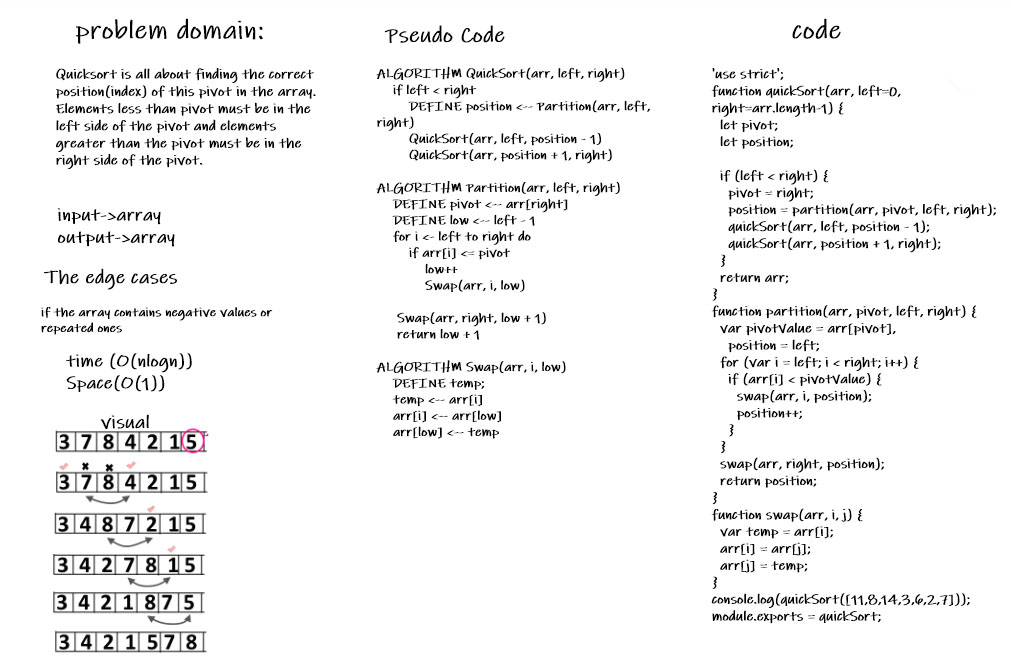 problem domain:
Quicksort is all about finding the correct
position(index) of this pivot in the array.
Elements less than pivot must be in the
left side of the pivot and elements
greater than the pivot must be in the
right side of the pivot.
input->array
output->array
The edge cases
if the array contains negative values or
repeated ones
time (O(nlogn))
Space(O(1))
visual
3 7 8 4 2 1 5
3 7 8 4 2 1 5
3 4 8 7 2 1 5
3 4 2 7 8 1 5
3 4 2 1 8 7 5
3 4 2 1 5 7 8
Pseudo Code
ALGORITHM QuickSort(arr, left, right)
if left < right
DEFINE position <-- Partition(arr, left,
right)
QuickSort(arr, left, position - 1)
QuickSort(arr, position + 1, right)
ALGORITHM Partition(arr, left, right)
DEFINE pivot <-- arr[right]
DEFINE low <-- left - 1
for i <- left to right do
if arr[i] <= pivot
low++
Swap(arr, i, low)
Swap(arr, right, low + 1)
return low + 1
ALGORITHM Swap(arr, i, low)
DEFINE temp;
temp <-- arr[i]
arr[i] <-- arr[low]
arr[low] <-- temp
code
'use strict';
function quickSort(arr, left=0,
right=arr.length-1) {
let pivot;
let position;
if (left < right) {
pivot = right;
position = partition(arr, pivot, left, right);
quickSort(arr, left, position - 1);
quickSort(arr, position + 1, right);
}
return arr;
}
function partition(arr, pivot, left, right) {
var pivotValue = arr[pivot],
position = left;
for (var i = left; i < right; i++) {
if (arr[i] < pivotValue) {
swap(arr, i, position);
position++;
}
}
swap(arr, right, position);
return position;
}
function swap(arr, i, j) {
var temp = arr[i];
arr[i] = arr[j];
arr[j] = temp;
}
console.log(quickSort([11,8,14,3,6,2,7]));
module.exports = quickSort;